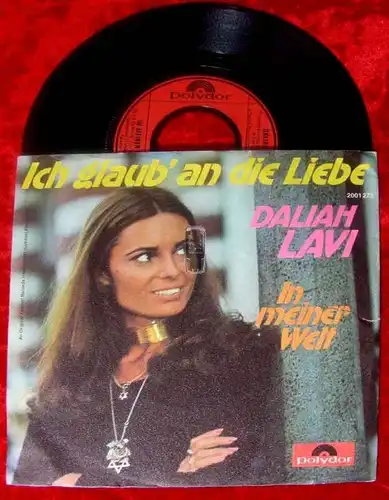 Polydor
Ich glaub' an die Liebe
2001 273
DALIAH
LAVI
In
meiner
Welt
Polydor